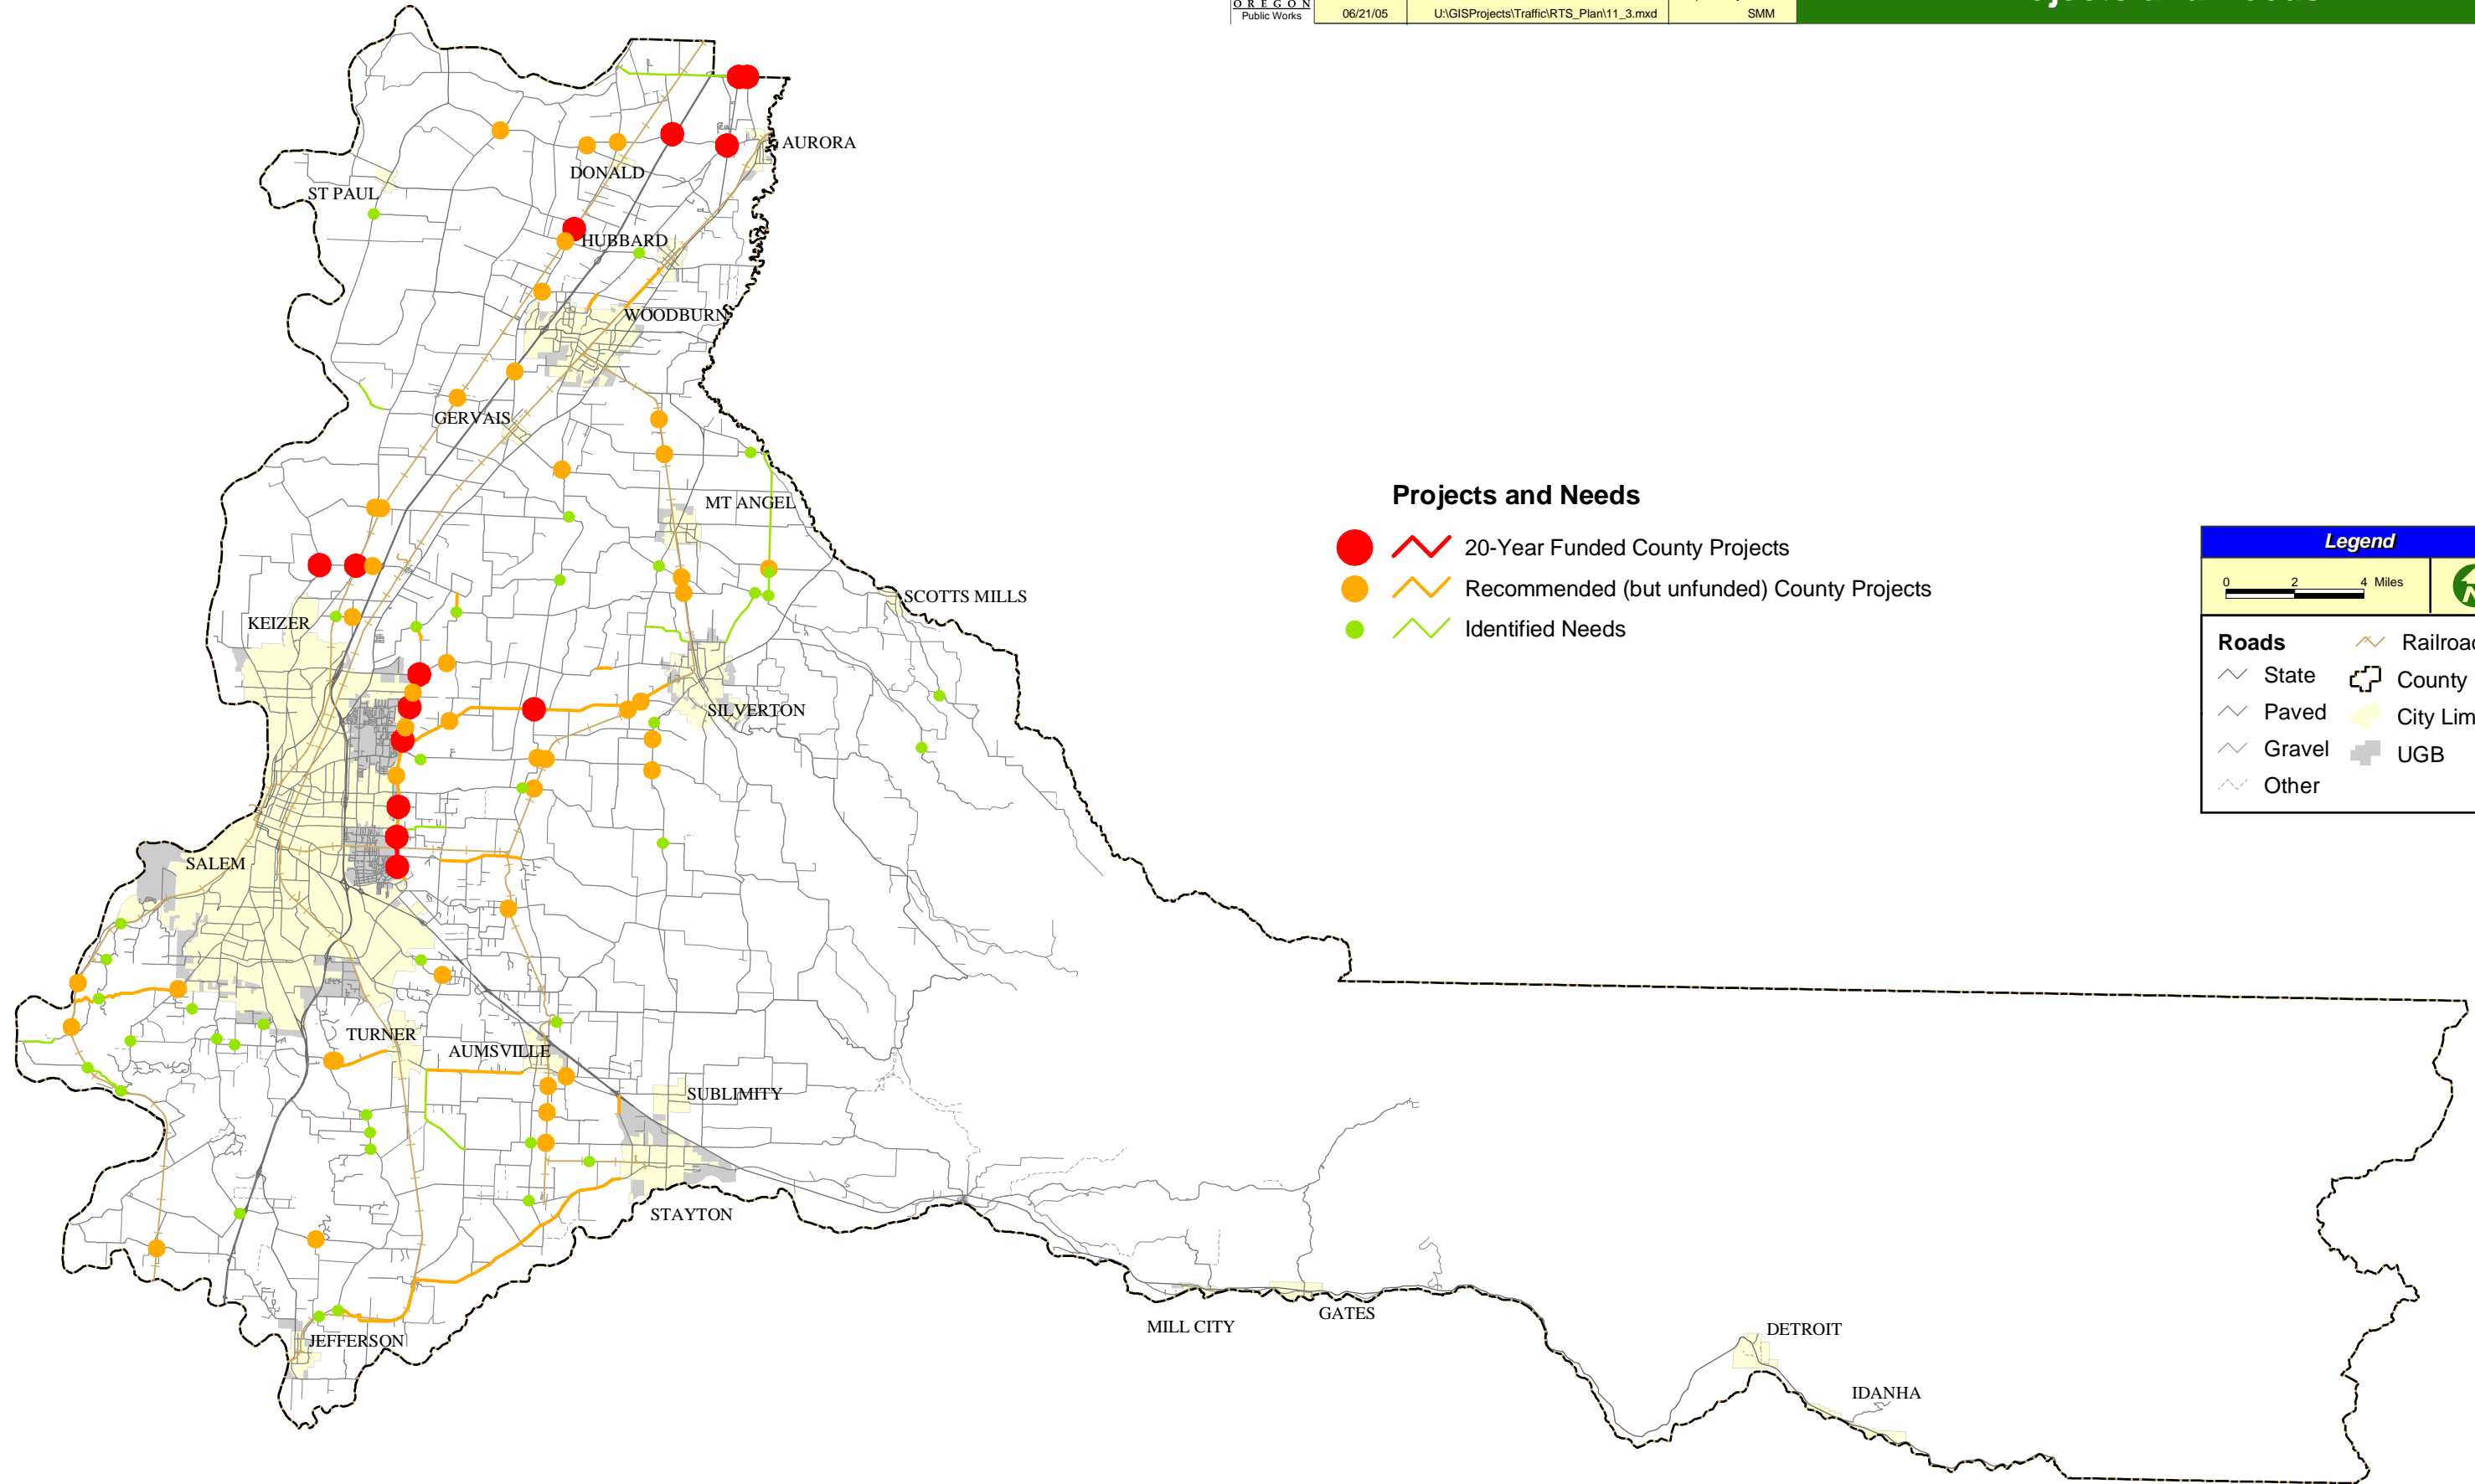 OREGON
Public Works
06/21/05
U:\GISProjects\Traffic\RTS_Plan\11_3.mxd
SMM
AURORA
DONALD
ST PAUL
HUBBARD
WOODBURN
GERVAIS
MT ANGEL
SCOTTS MILLS
KEIZER
SILVERTON
SALEM
TURNER
AUMSVILLE
SUBLIMITY
STAYTON
JEFFERSON
MILL CITY
GATES
DETROIT
IDANHA
Projects and Needs
20-Year Funded County Projects
Recommended (but unfunded) County Projects
Identified Needs
Legend
0 2 4 Miles
N
Roads
Railroad
State
County
Paved
City Lim
Gravel
UGB
Other